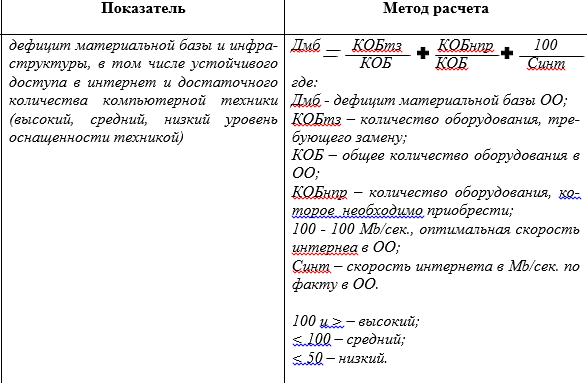 Показатель
Метод расчета
дефицит материальной базы и инфра-
структуры, в том числе устойчивого
доступа в интернет и достаточного
количества компьютерной техники
(высокий, средний, низкий уровень
оснащенности техникой)
Дмб = КОБтз + КОБнпр + 100
КОБ КОБ Синт
где:
Дмб - дефицит материальной базы ОО;
КОБтз – количество оборудования, тре-
бующего замену;
КОБ – общее количество оборудования в
ОО;
КОБнпр – количество оборудования, ко-
торое необходимо приобрести;
100 - 100 Mb/сек., оптимальная скорость
интернеа в ОО;
Синт – скорость интернета в Mb/сек. по
факту в ОО.
100 и > – высокий;
< 100 – средний;
< 50 – низкий.